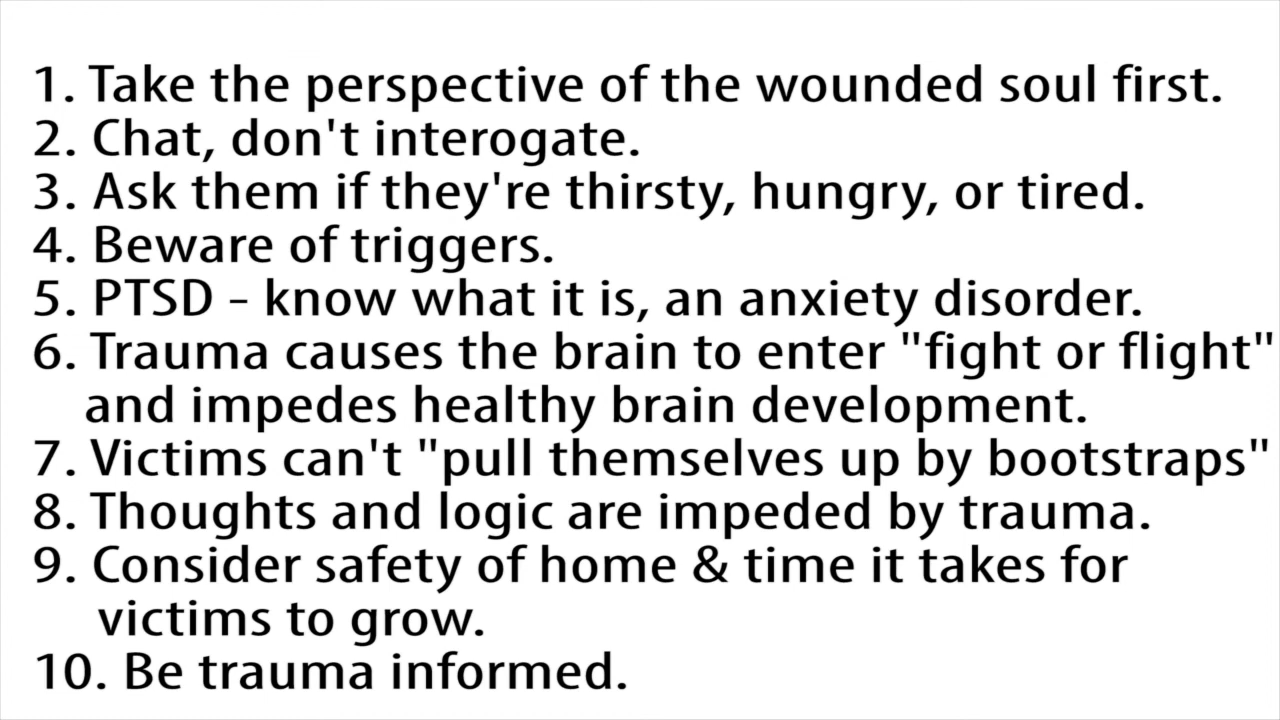 1. Take the perspective of the wounded soul first.
2. Chat, don't interogate.
3. Ask them if they're thirsty, hungry, or tired.
4. Beware of triggers.
5. PTSD – know what it is, an anxiety disorder.
6. Trauma causes the brain to enter "fight or flight"
and impedes healthy brain development.
7. Victims can't "pull themselves up by bootstraps"
8. Thoughts and logic are impeded by trauma.
9. Consider safety of home & time it takes for
victims to grow.
10. Be trauma informed.